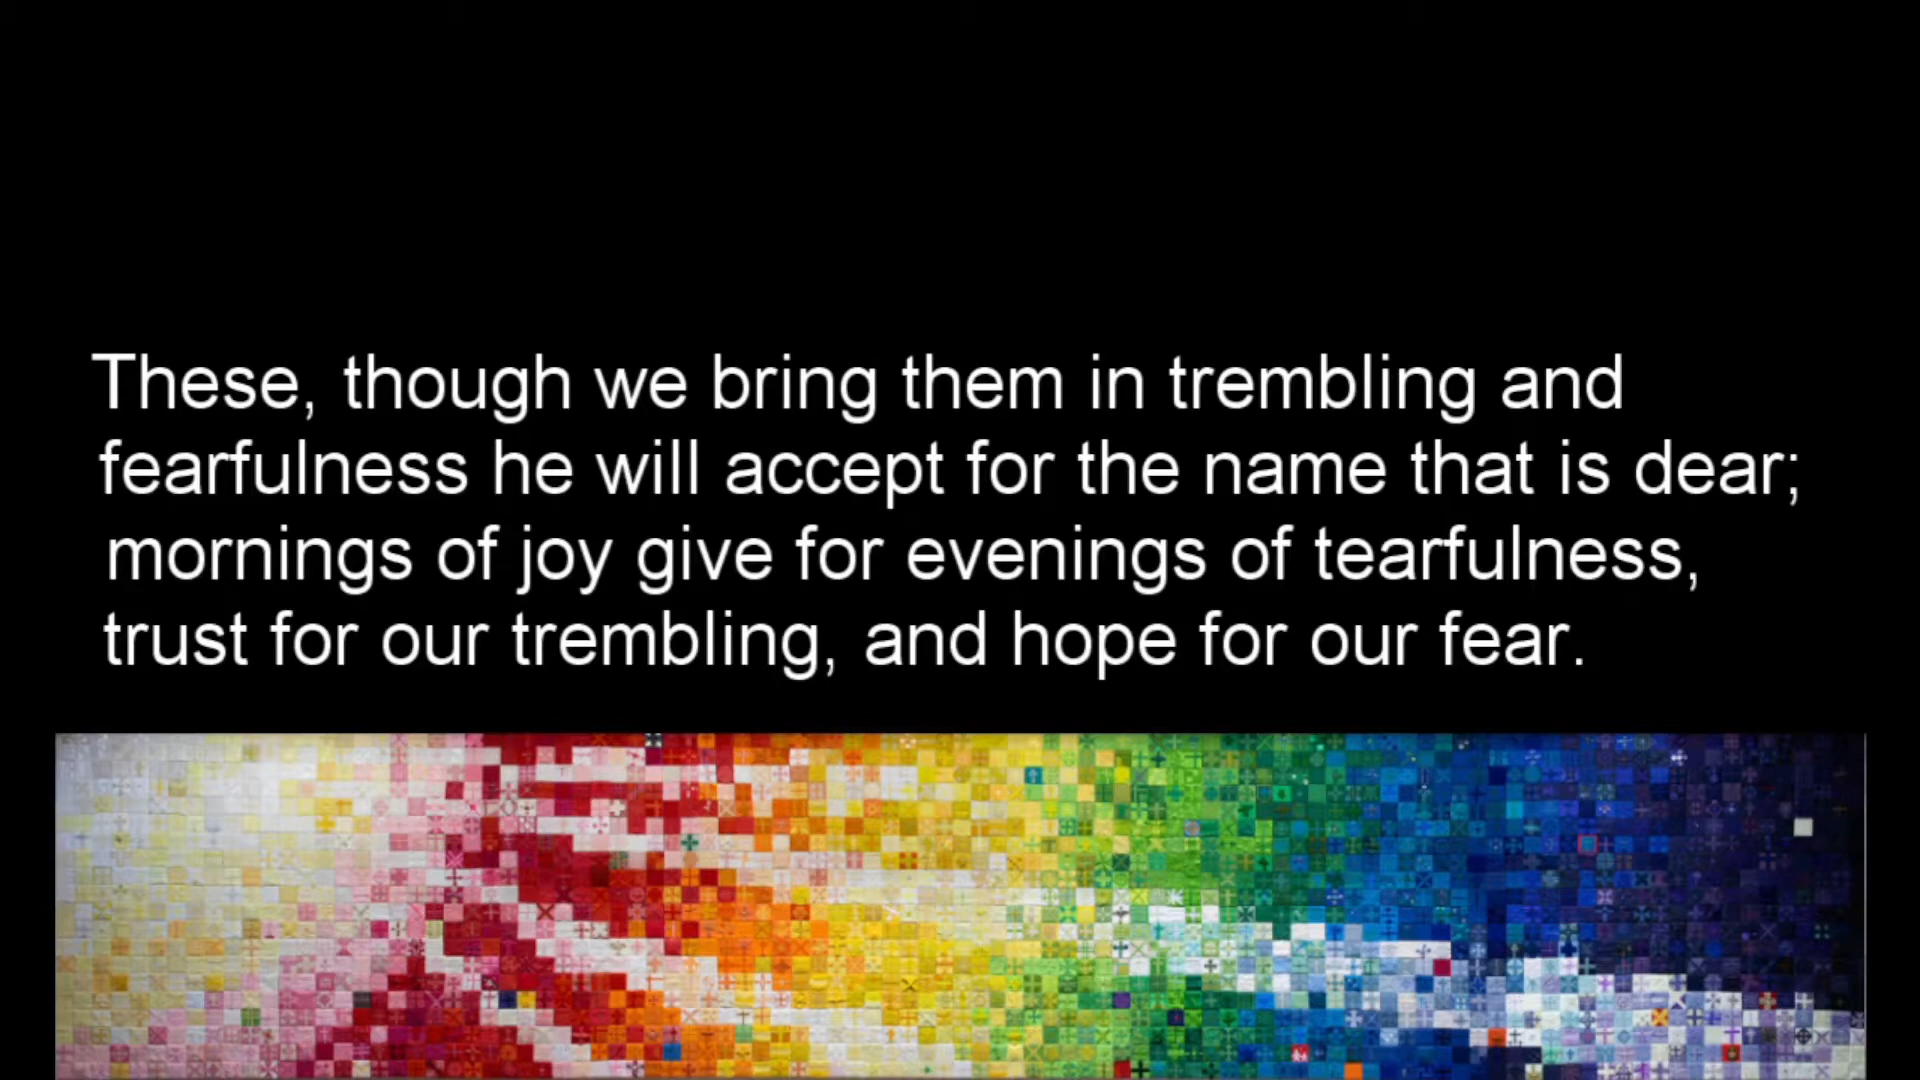 These, though we bring them in trembling and
fearfulness he will accept for the name that is dear;
mornings of joy give for evenings of tearfulness,
trust for our trembling, and hope for our fear.